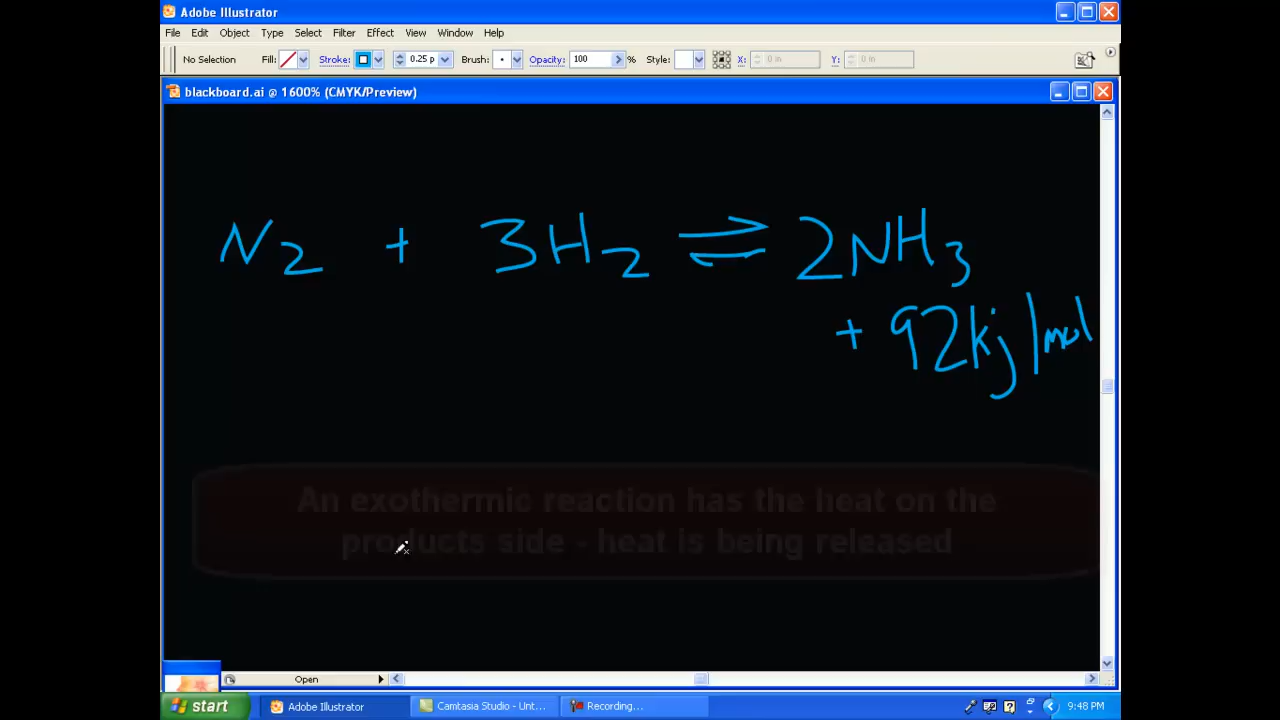 Adobe Illustrator
File Edit Object Type Select Filter Effect View Window Help
No Selection Fill: Stroke: 0.25 p Brush: Opacity: 100 % Style: X: 0 m Y: 0 m
blackboard.ai @ 1600% (CMYK/Preview)
N2 + 3H2 ⇌ 2NH3
+ 92kj/mol
An exothermic reaction has the heat on the
products side - heat is being released
Open
start Adobe Illustrator Camtasia Studio - Unt... Recording... 9:48 PM